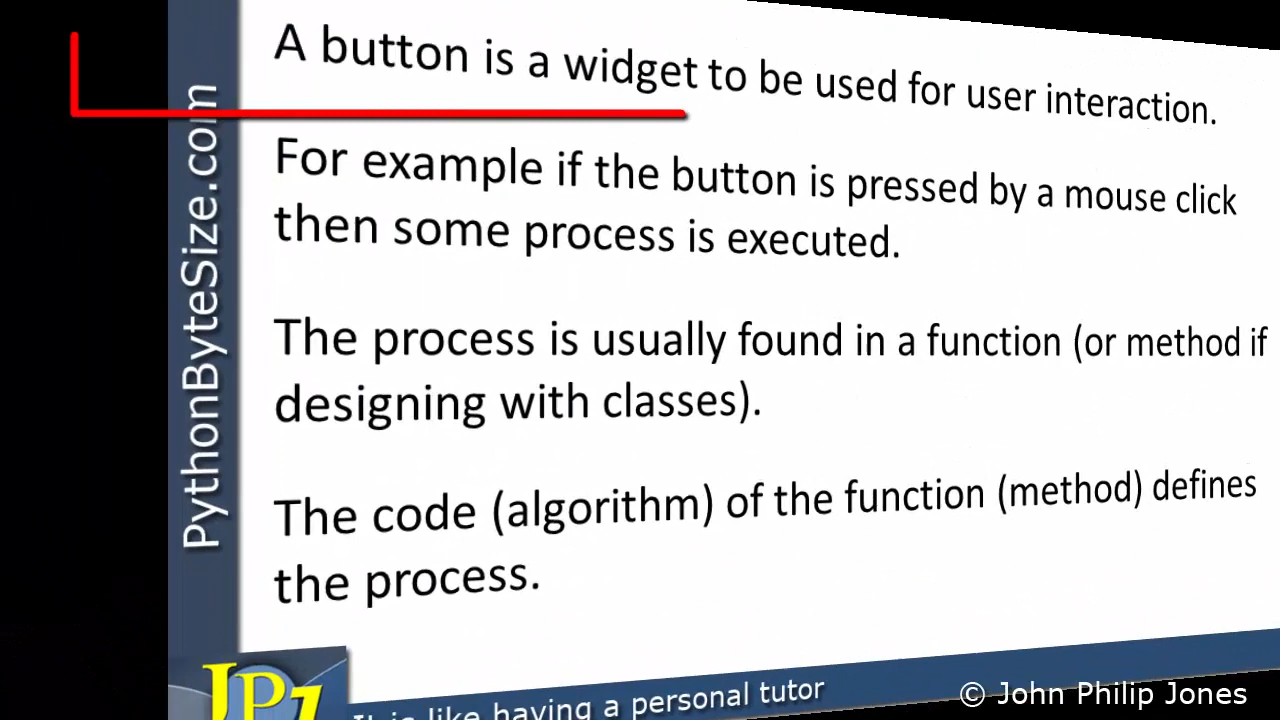 A button is a widget to be used for user interaction.
For example if the button is pressed by a mouse click
then some process is executed.
The process is usually found in a function (or method if
designing with classes).
The code (algorithm) of the function (method) defines
the process.
PythonByteSize.com
JPJ
It is like having a personal tutor
© John Philip Jones